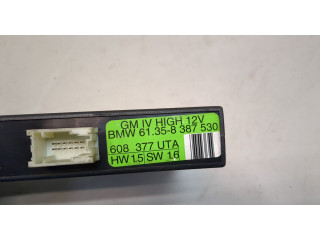 GM IV HIGH 12V
BMW 61.35-8 387 530
608 377 UTA
HW 1.5 SW 1.6